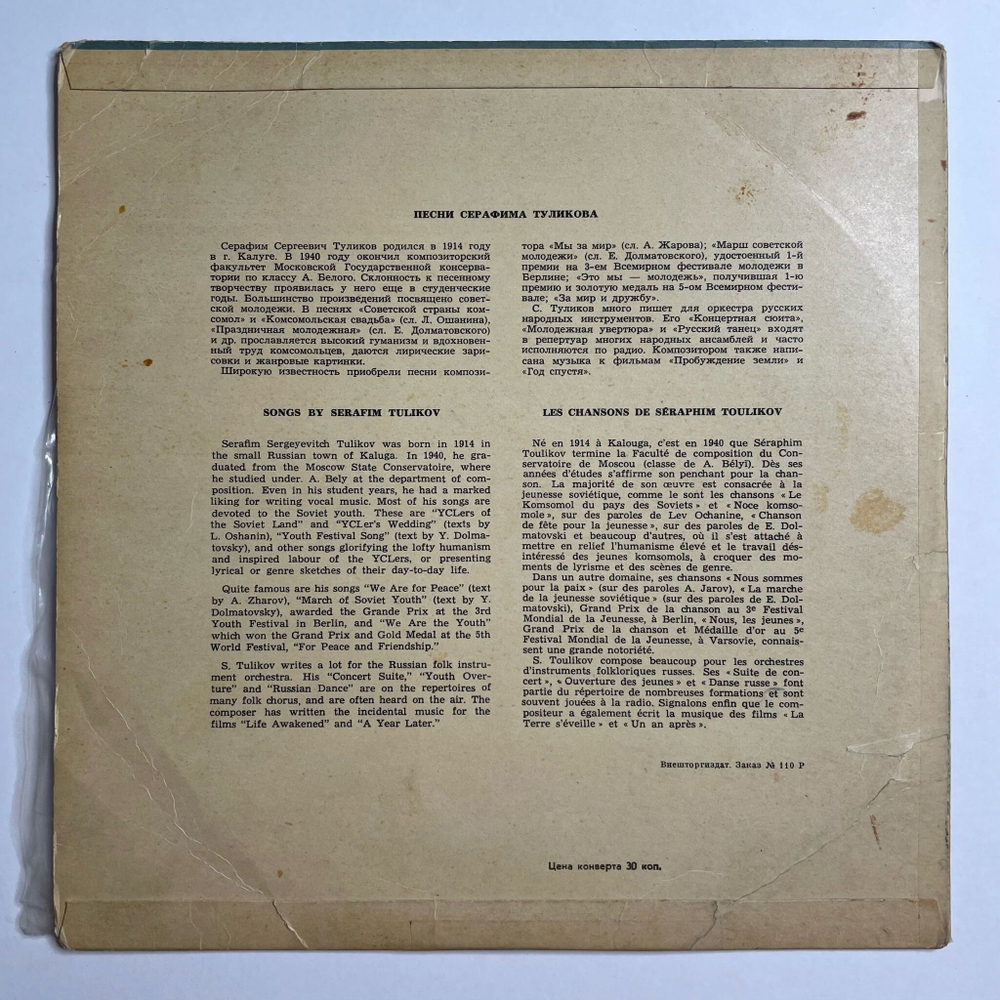 ПЕСНИ СЕРАФИМА ТУЛИКОВА
Серафим Сергеевич Туликов родился в 1914 году
в г. Калуге. В 1940 году окончил композиторский
факультет Московской Государственной консерва-
тории по классу А. Белого. Склонность к песенному
творчеству проявилась у него еще в студенческие
годы. Большинство произведений посвящено совет-
ской молодежи. В песнях «Советской страны ком-
сомол» и «Комсомольская свадьба» (сл. Л. Ошанина),
«Праздничная молодежная» (сл. Е. Долматовского)
и др. прославляется высокий гуманизм и вдохновен-
ный труд комсомольцев, даются лирические зари-
совки и жанровые картинки.
Широкую известность приобрели песни компози-
тора «Мы за мир» (сл. А. Жарова); «Марш советской
молодежи» (сл. Е. Долматовского), удостоенный 1-й
премии на 3-ем Всемирном фестивале молодежи в
Берлине; «Это мы — молодежь», получившая 1-ю
премию и золотую медаль на 5-ом Всемирном фести-
вале; «За мир и дружбу».
С. Туликов много пишет для оркестра русских
народных инструментов. Его «Концертная сюита»,
«Молодежная увертюра» и «Русский танец» входят
в репертуар многих народных ансамблей и часто
исполняются по радио. Композитором также напи-
сана музыка к фильмам «Пробуждение земли» и
«Год спустя».
SONGS BY SERAFIM TULIKOV
Serafim Sergeyevitch Tulikov was born in 1914 in
the small Russian town of Kaluga. In 1940, he gra-
duated from the Moscow State Conservatoire, where
he studied under. A. Bely at the department of com-
position. Even in his student years, he had a marked
liking for writing vocal music. Most of his songs are
devoted to the Soviet youth. These are "YCLers of
the Soviet Land" and "YCLer's Wedding" (texts by
L. Oshanin), "Youth Festival Song" (text by Y. Dolma-
tovsky), and other songs glorifying the lofty humanism
and inspired labour of the YCLers, or presenting
lyrical or genre sketches of their day-to-day life.
Quite famous are his songs "We Are for Peace" (text
by A. Zharov), "March of Soviet Youth" (text by Y.
Dolmatovsky), awarded the Grande Prix at the 3rd
Youth Festival in Berlin, and "We Are the Youth"
which won the Grand Prix and Gold Medal at the 5th
World Festival, "For Peace and Friendship."
S. Tulikov writes a lot for the Russian folk instru-
ment orchestra. His "Concert Suite," "Youth Over-
ture" and "Russian Dance" are on the repertoires of
many folk chorus, and are often heard on the air. The
composer has written the incidental music for the
films "Life Awakened" and "A Year Later."
LES CHANSONS DE SÉRAPHIM TOULIKOV
Né en 1914 à Kalouga, c'est en 1940 que Séraphim
Toulikov termine la Faculté de composition du Con-
servatoire de Moscou (classe de A. Bélyï). Dès ses
années d'études s'affirme son penchant pour la chan-
son. La majorité de son œuvre est consacrée à la
jeunesse soviétique, comme le sont les chansons « Le
Komsomol du pays des Soviets » et « Noce komso-
mole », sur des paroles de Lev Ochanine, « Chanson
de fête pour la jeunesse », sur des paroles de E. Dol-
matovski et beaucoup d'autres, où il s'est attaché à
mettre en relief l'humanisme élevé et le travail dés-
intéressé des jeunes komsomols, à croquer des mo-
ments de lyrisme et des scènes de genre.
Dans un autre domaine, ses chansons « Nous sommes
pour la paix » (sur des paroles A. Jarov), « La marche
de la jeunesse soviétique » (sur des paroles de E. Dol-
matovski), Grand Prix de la chanson au 3e Festival
Mondial de la Jeunesse, à Berlin, « Nous, les jeunes »,
Grand Prix de la chanson et Médaille d'or au 5e
Festival Mondial de la Jeunesse, à Varsovie, connais-
sent une grande notoriété.
S. Toulikov compose beaucoup pour les orchestres
d'instruments folkloriques russes. Ses « Suite de con-
cert », « Ouverture des jeunes » et « Danse russe » font
partie du répertoire de nombreuses formations et sont
souvent jouées à la radio. Signalons enfin que le com-
positeur a également écrit la musique des films « La
Terre s'éveille » et « Un an après ».
Внешторгиздат. Заказ № 110 Р
Цена конверта 30 коп.